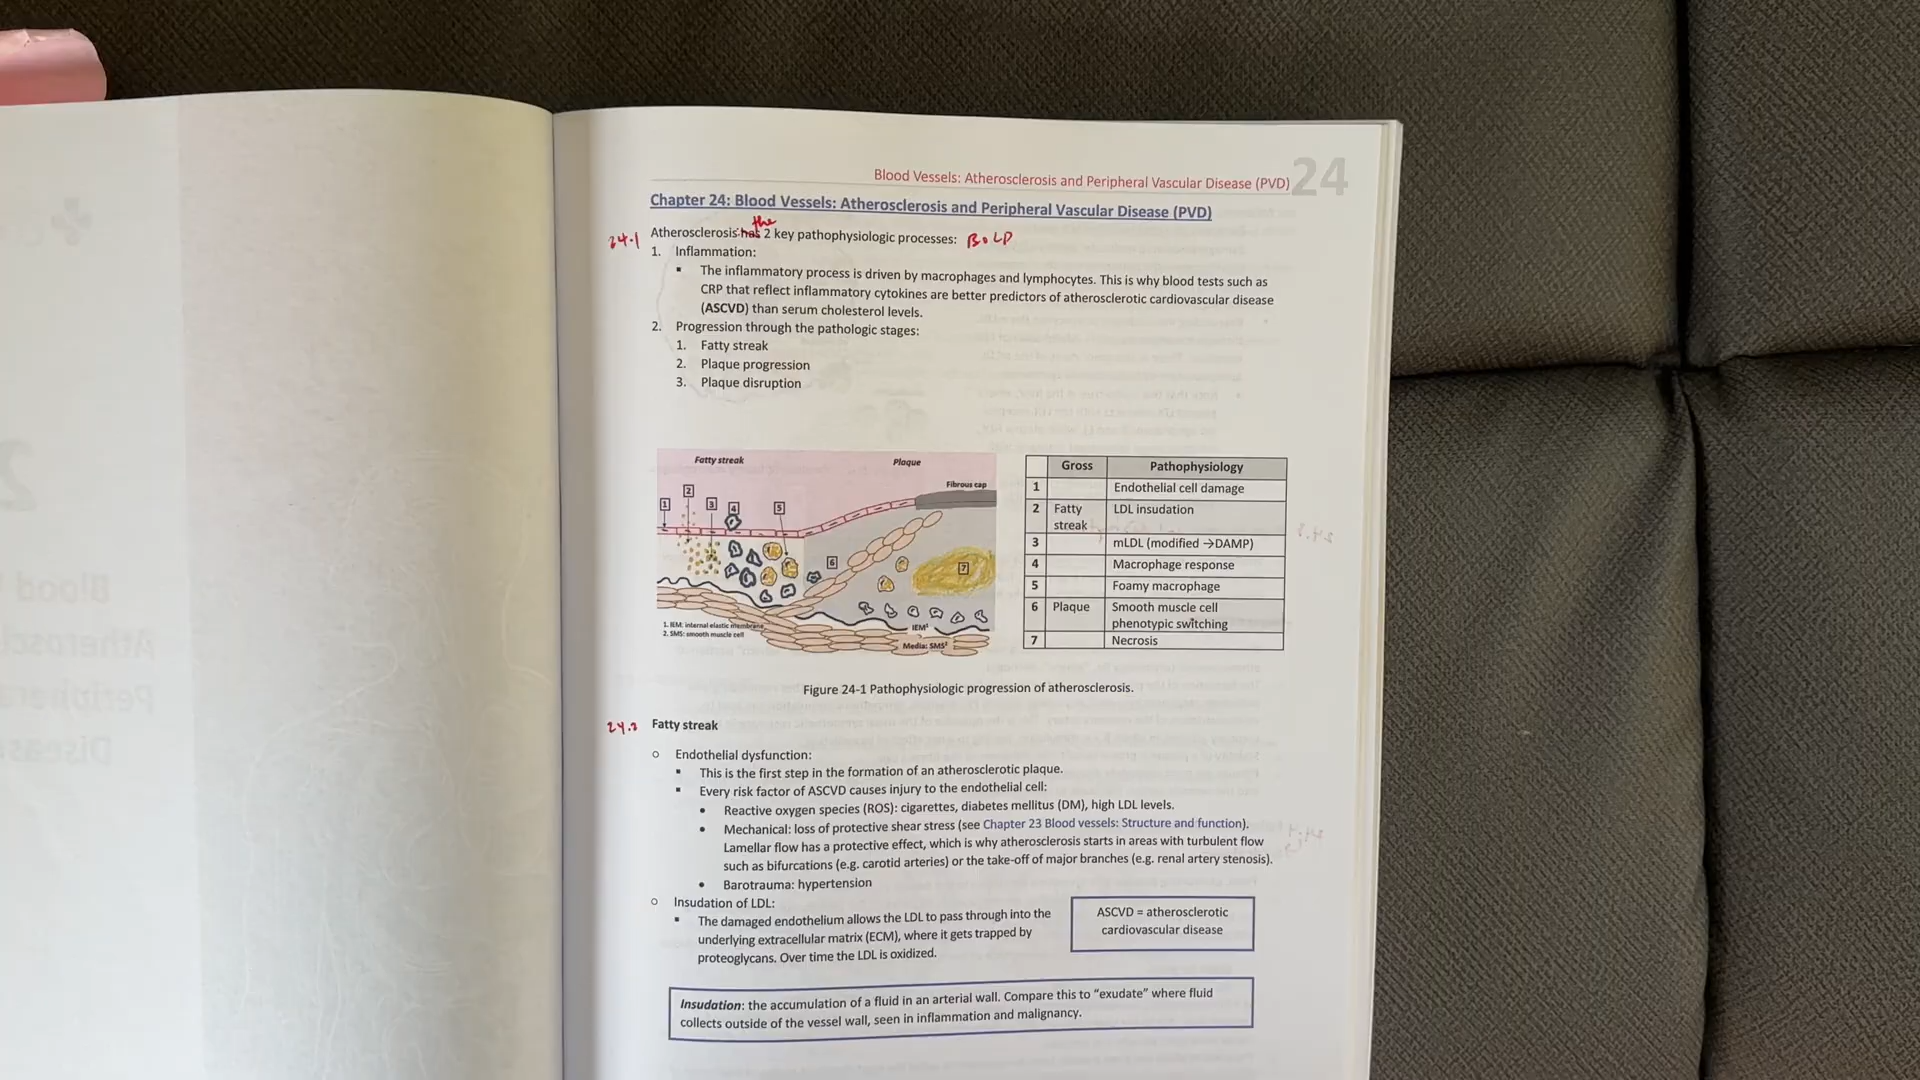 Blood Vessels: Atherosclerosis and Peripheral Vascular Disease (PVD) 24
Chapter 24: Blood Vessels: Atherosclerosis and Peripheral Vascular Disease (PVD)
the
24.1 Atherosclerosis: has 2 key pathophysiologic processes: BOLD
1. Inflammation:
▪ The inflammatory process is driven by macrophages and lymphocytes. This is why blood tests such as
CRP that reflect inflammatory cytokines are better predictors of atherosclerotic cardiovascular disease
(ASCVD) than serum cholesterol levels.
2. Progression through the pathologic stages:
1. Fatty streak
2. Plaque progression
3. Plaque disruption
Fatty streak Plaque
Fibrous cap
1 2 3 4 5
6 7
1. IEM: internal elastic membrane
2. SMS: smooth muscle cell
IEM¹
Media: SMS²
Gross Pathophysiology
1 Endothelial cell damage
2 Fatty LDL insudation
streak
3 mLDL (modified →DAMP)
4 Macrophage response
5 Foamy macrophage
6 Plaque Smooth muscle cell
phenotypic switching
7 Necrosis
Figure 24-1 Pathophysiologic progression of atherosclerosis.
24.2 Fatty streak
o Endothelial dysfunction:
▪ This is the first step in the formation of an atherosclerotic plaque.
▪ Every risk factor of ASCVD causes injury to the endothelial cell:
• Reactive oxygen species (ROS): cigarettes, diabetes mellitus (DM), high LDL levels.
• Mechanical: loss of protective shear stress (see Chapter 23 Blood vessels: Structure and function).
Lamellar flow has a protective effect, which is why atherosclerosis starts in areas with turbulent flow
such as bifurcations (e.g. carotid arteries) or the take-off of major branches (e.g. renal artery stenosis).
• Barotrauma: hypertension
o Insudation of LDL:
▪ The damaged endothelium allows the LDL to pass through into the
underlying extracellular matrix (ECM), where it gets trapped by
proteoglycans. Over time the LDL is oxidized.
ASCVD = atherosclerotic
cardiovascular disease
Insudation: the accumulation of a fluid in an arterial wall. Compare this to “exudate” where fluid
collects outside of the vessel wall, seen in inflammation and malignancy.